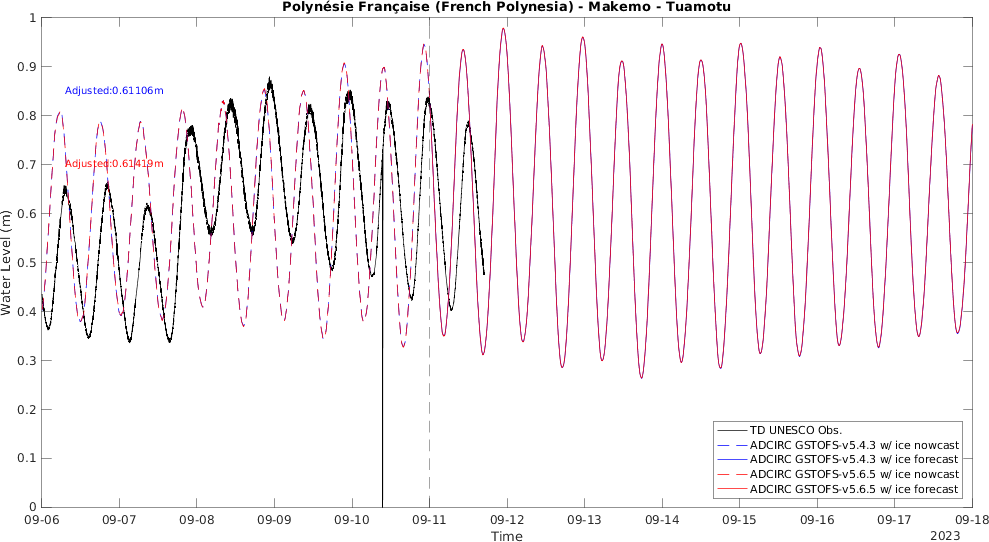 Polynésie Française (French Polynesia) - Makemo - Tuamotu
1
0.9
0.8
0.7
0.6
0.5
0.4
0.3
0.2
0.1
0
Water Level (m)
Adjusted:0.61106m
Adjusted:0.61419m
TD UNESCO Obs.
ADCIRC GSTOFS-v5.4.3 w/ ice nowcast
ADCIRC GSTOFS-v5.4.3 w/ ice forecast
ADCIRC GSTOFS-v5.6.5 w/ ice nowcast
ADCIRC GSTOFS-v5.6.5 w/ ice forecast
09-06 09-07 09-08 09-09 09-10 09-11 09-12 09-13 09-14 09-15 09-16 09-17 09-18
Time
2023